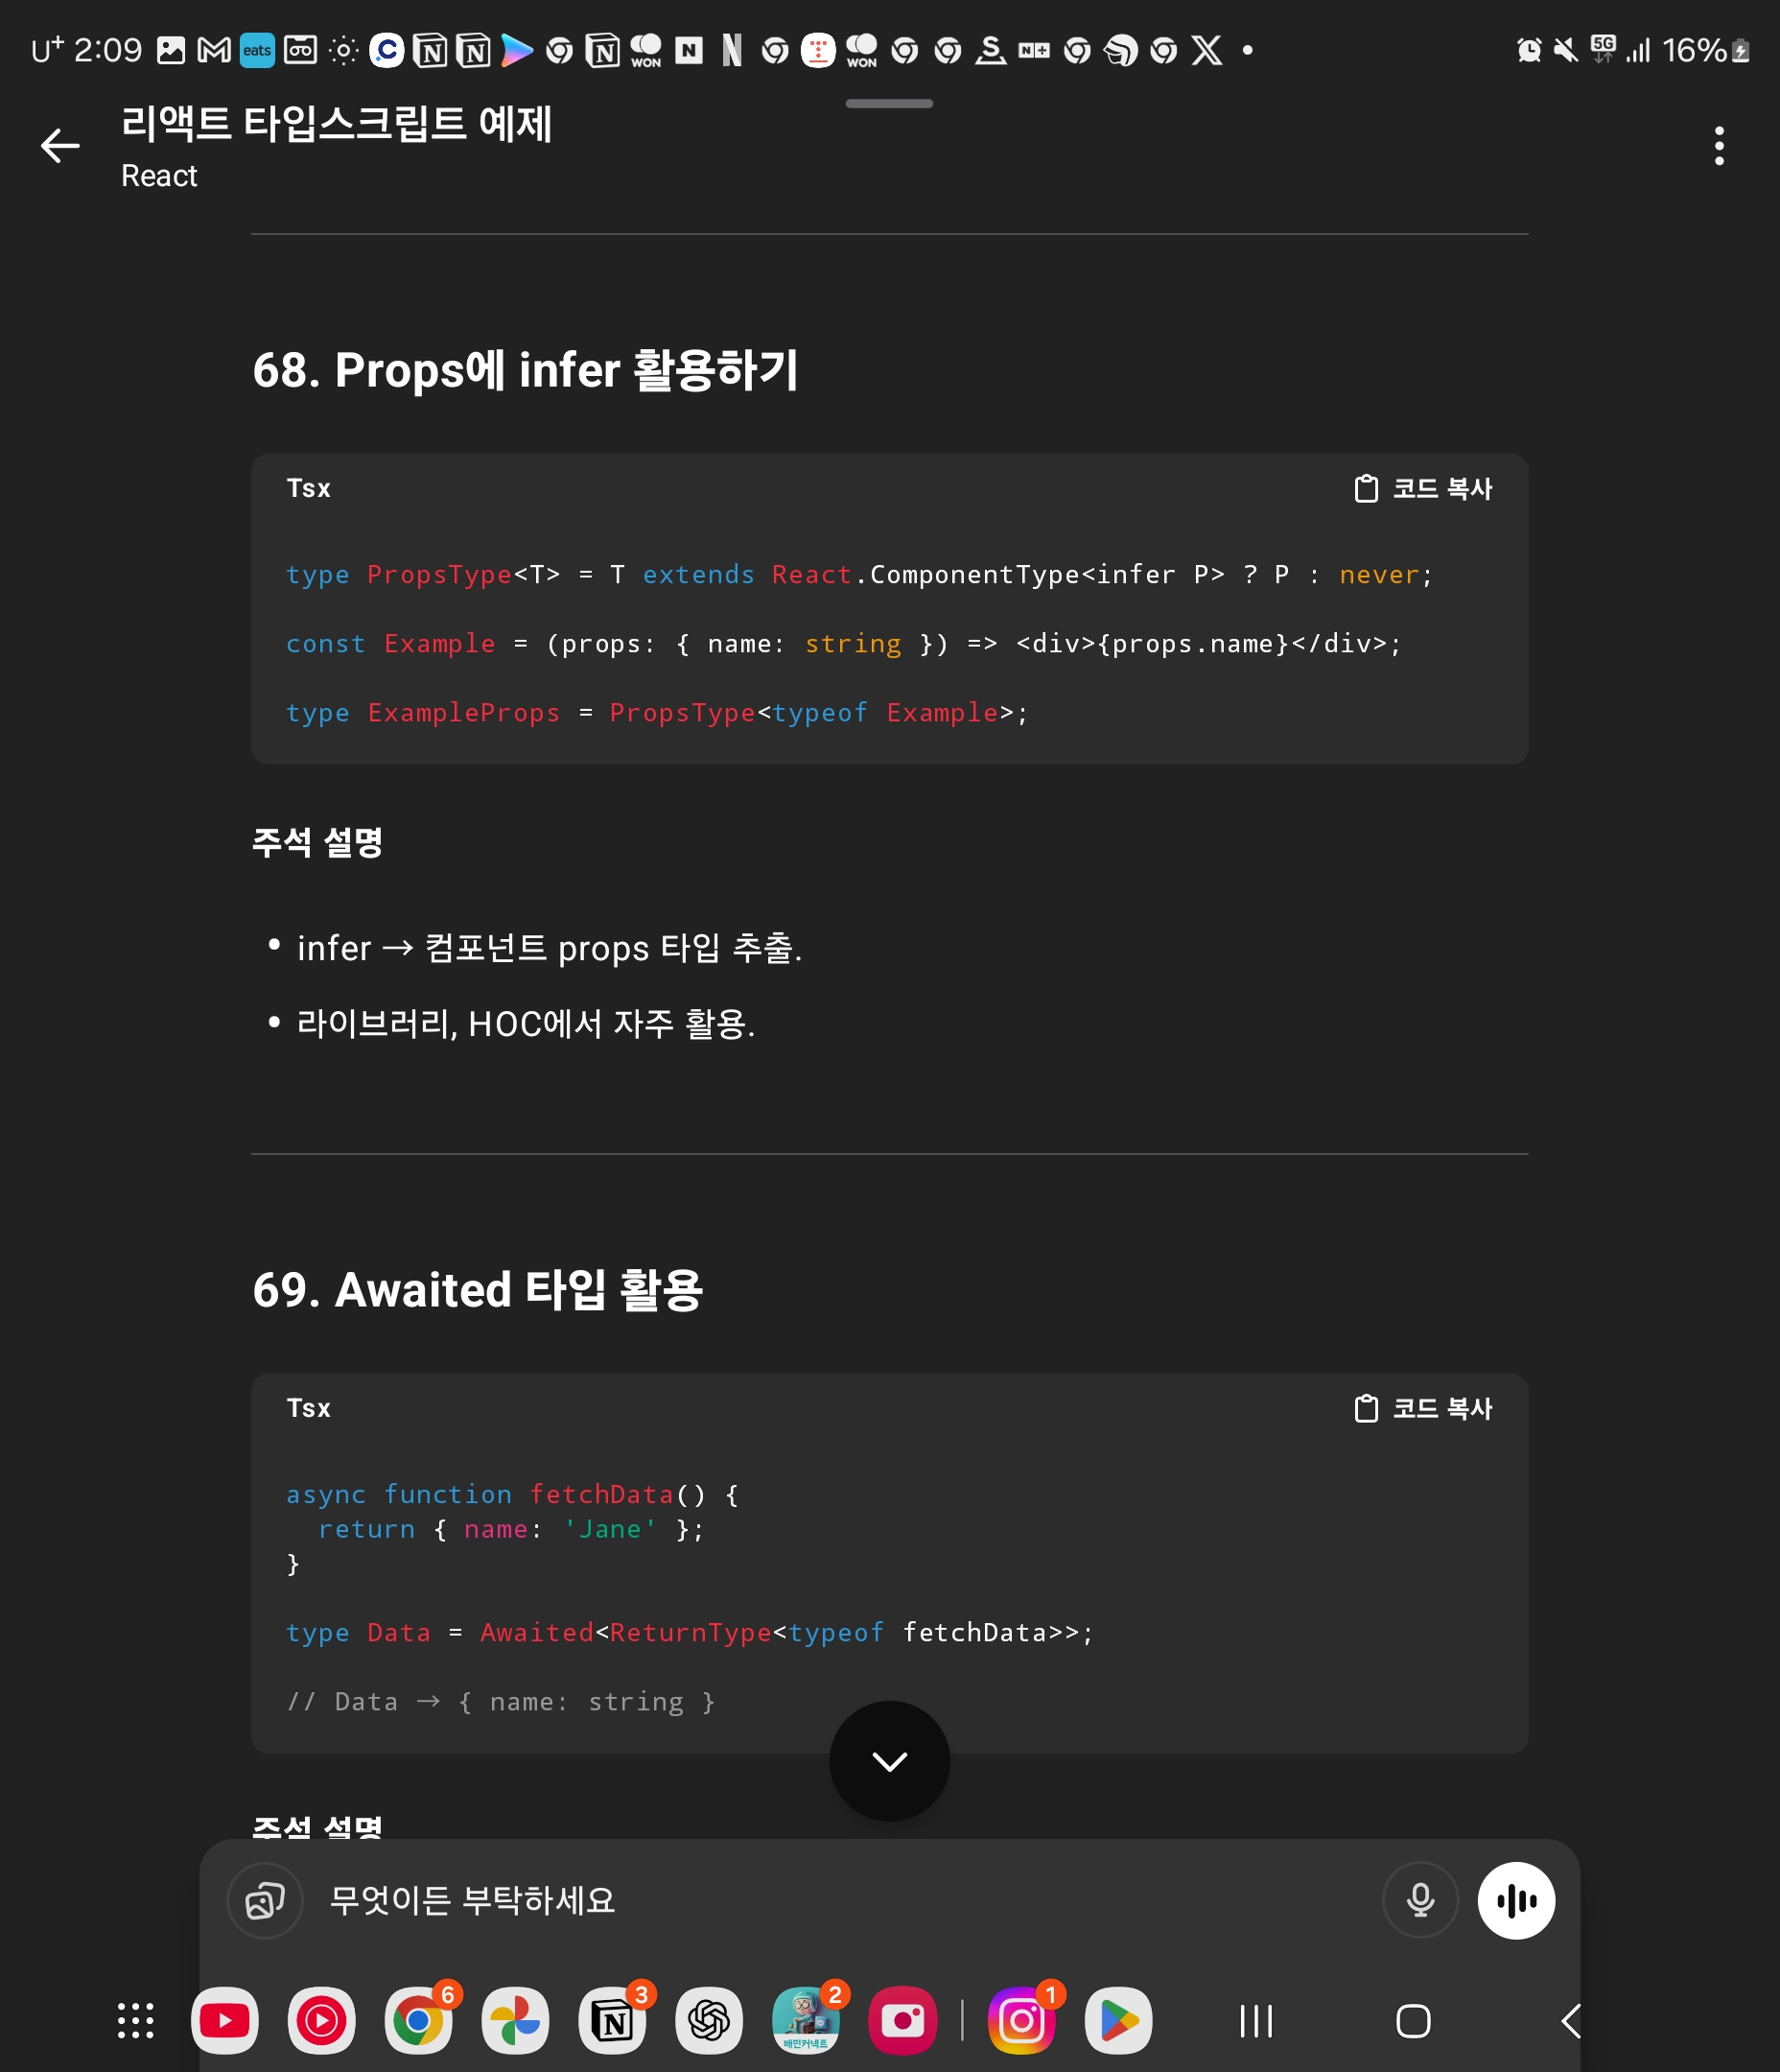 U+ 2:09 eats WON N WON N+ 5G 16%
리액트 타입스크립트 예제
React
68. Props에 infer 활용하기
Tsx 코드 복사
type PropsType<T> = T extends React.ComponentType<infer P> ? P : never;
const Example = (props: { name: string }) => <div>{props.name}</div>;
type ExampleProps = PropsType<typeof Example>;
주석 설명
• infer → 컴포넌트 props 타입 추출.
• 라이브러리, HOC에서 자주 활용.
69. Awaited 타입 활용
Tsx 코드 복사
async function fetchData() {
  return { name: 'Jane' };
}
type Data = Awaited<ReturnType<typeof fetchData>>;
// Data → { name: string }
주석 설명
무엇이든 부탁하세요
6 3 2 1
배민커넥트